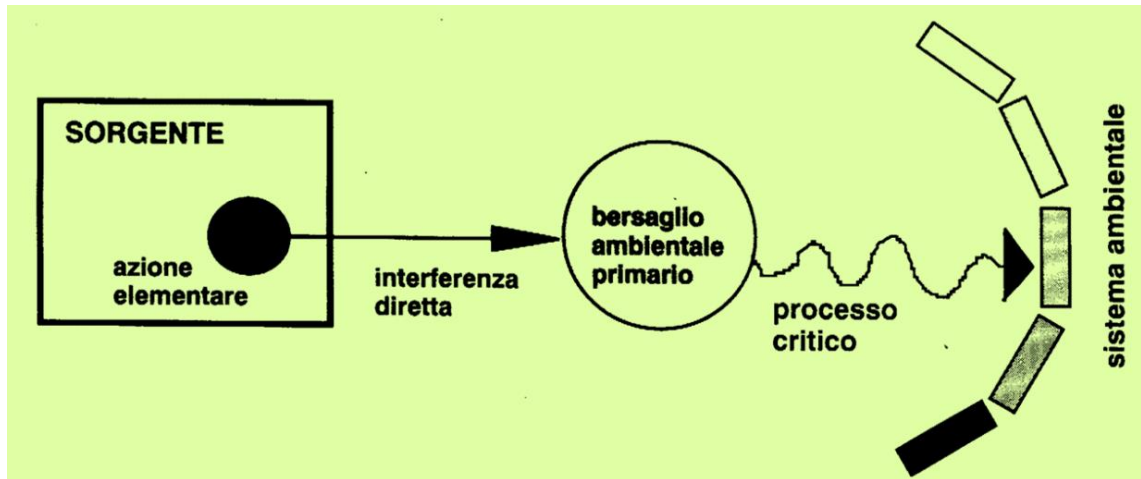 SORGENTE
azione
elementare
interferenza
diretta
bersaglio
ambientale
primario
processo
critico
sistema ambientale